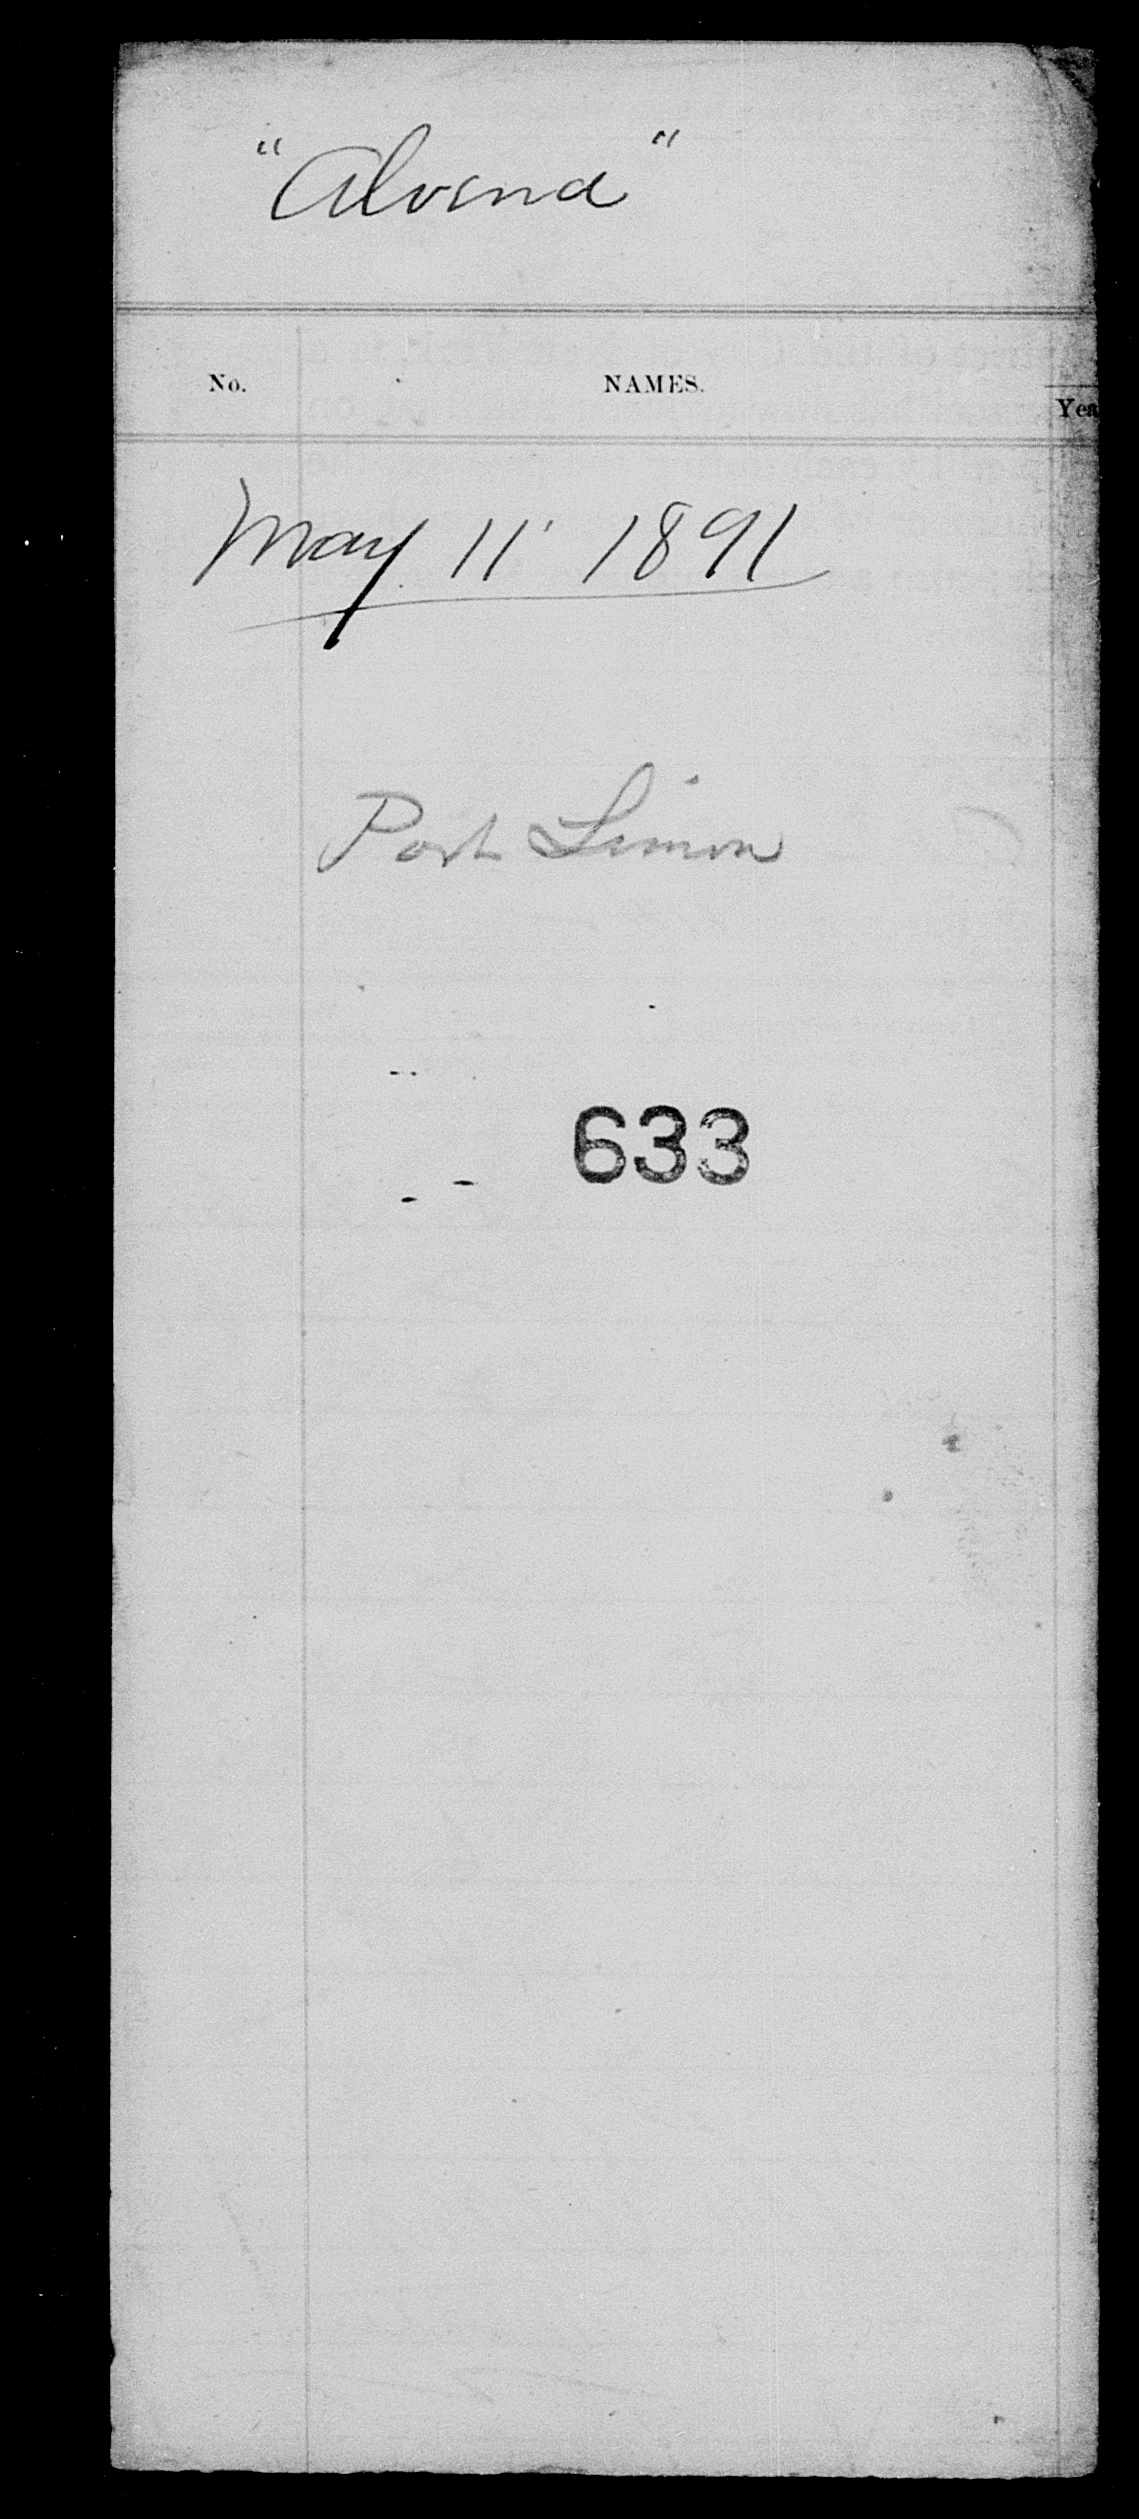 "Alvena"
No. NAMES. Yea
May 11' 1891
Port Limon
633